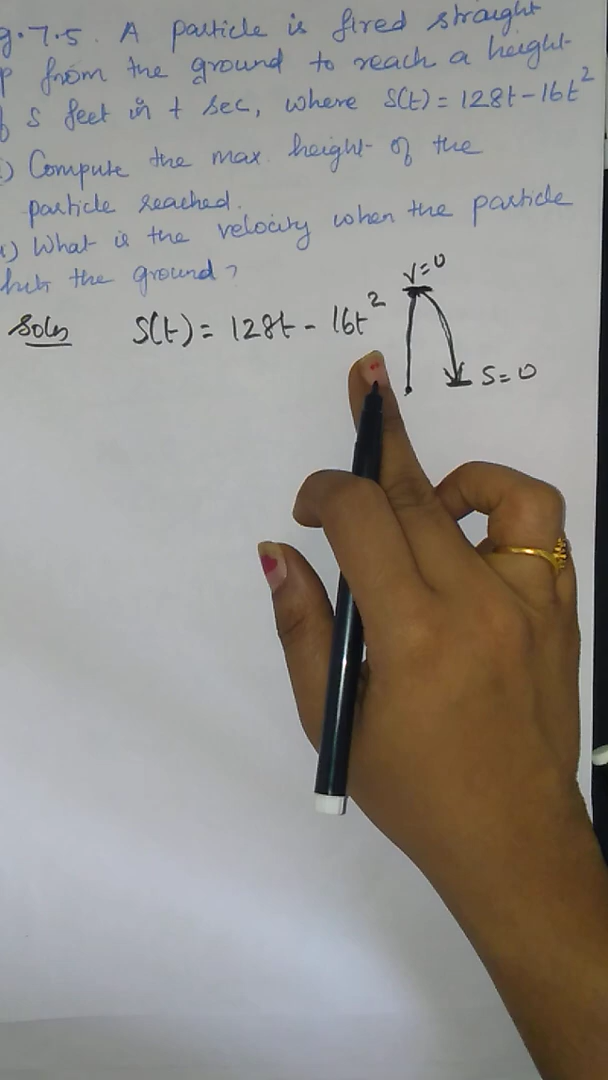 g.7.5. A particle is fired straight
p from the ground to reach a height
f s feet in t sec, where s(t) = 128t - 16t²
i) Compute the max. height of the
particle reached.
i) What is the velocity when the particle
hits the ground?
V=0
Soln S(t) = 128t - 16t²
S=0